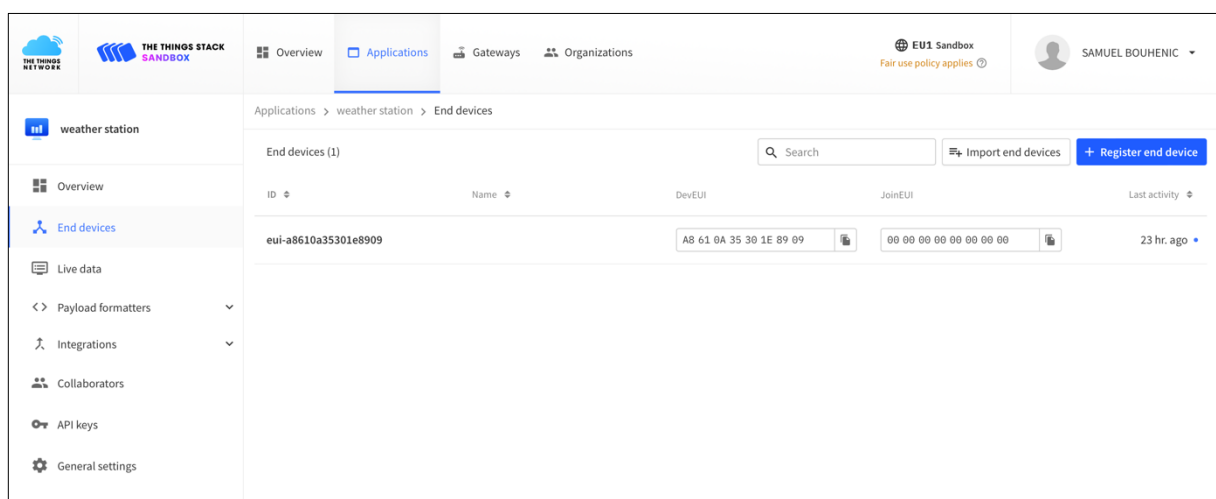 THE THINGS
NETWORK
THE THINGS STACK
SANDBOX
Overview
Applications
Gateways
Organizations
EU1 Sandbox
Fair use policy applies
SAMUEL BOUHENIC
weather station
Overview
End devices
Live data
Payload formatters
Integrations
Collaborators
API keys
General settings
Applications > weather station > End devices
End devices (1)
Search
Import end devices
+ Register end device
ID Name DevEUI JoinEUI Last activity
eui-a8610a35301e8909 A8 61 0A 35 30 1E 89 09 00 00 00 00 00 00 00 00 23 hr. ago